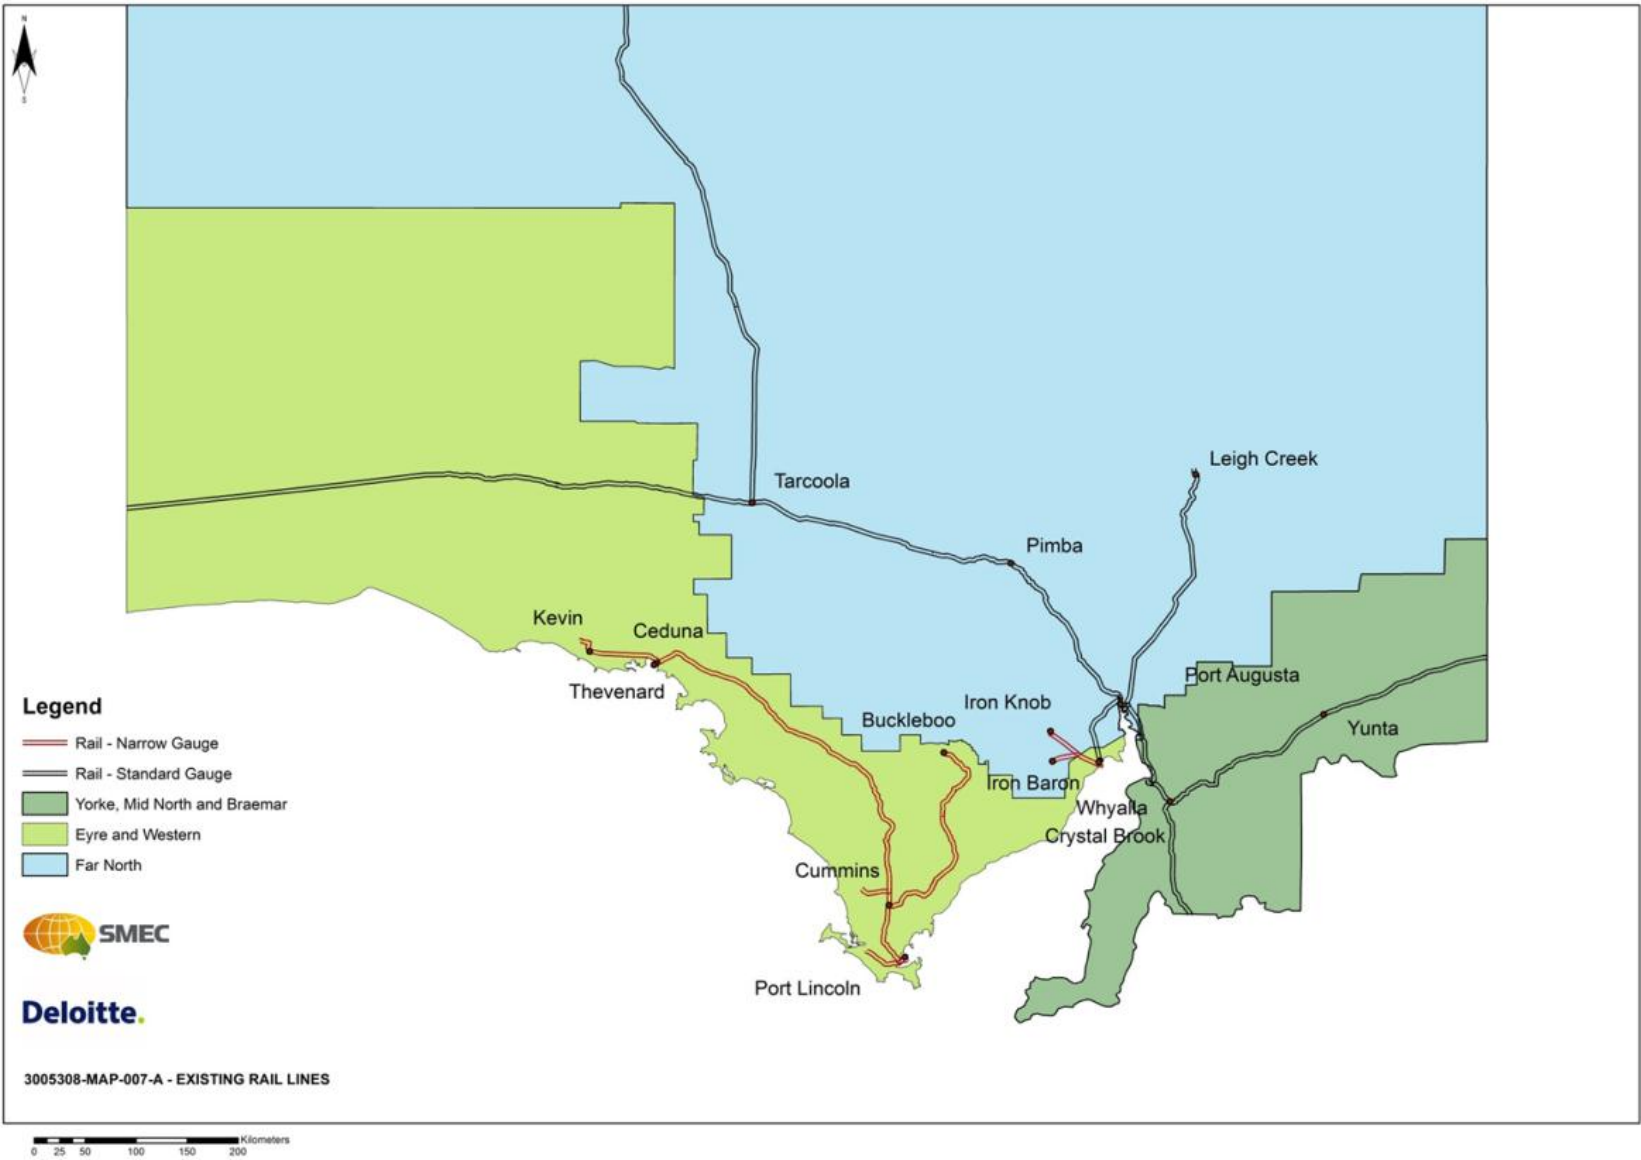 N
S
Leigh Creek
Tarcoola
Pimba
Kevin
Ceduna
Port Augusta
Thevenard
Iron Knob
Buckleboo
Yunta
Iron Baron
Whyalla
Crystal Brook
Cummins
Port Lincoln
Legend
Rail - Narrow Gauge
Rail - Standard Gauge
Yorke, Mid North and Braemar
Eyre and Western
Far North
SMEC
Deloitte.
3005308-MAP-007-A - EXISTING RAIL LINES
Kilometers
0 25 50 100 150 200